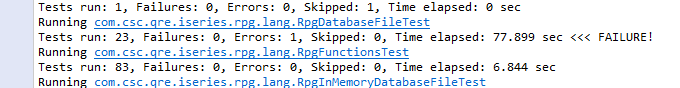 Tests run: 1, Failures: 0, Errors: 0, Skipped: 1, Time elapsed: 0 sec
Running com.csc.qre.iseries.rpg.lang.RpgDatabaseFileTest
Tests run: 23, Failures: 0, Errors: 1, Skipped: 0, Time elapsed: 77.899 sec <<< FAILURE!
Running com.csc.qre.iseries.rpg.lang.RpgFunctionsTest
Tests run: 83, Failures: 0, Errors: 0, Skipped: 0, Time elapsed: 6.844 sec
Running com.csc.qre.iseries.rpg.lang.RpgInMemoryDatabaseFileTest